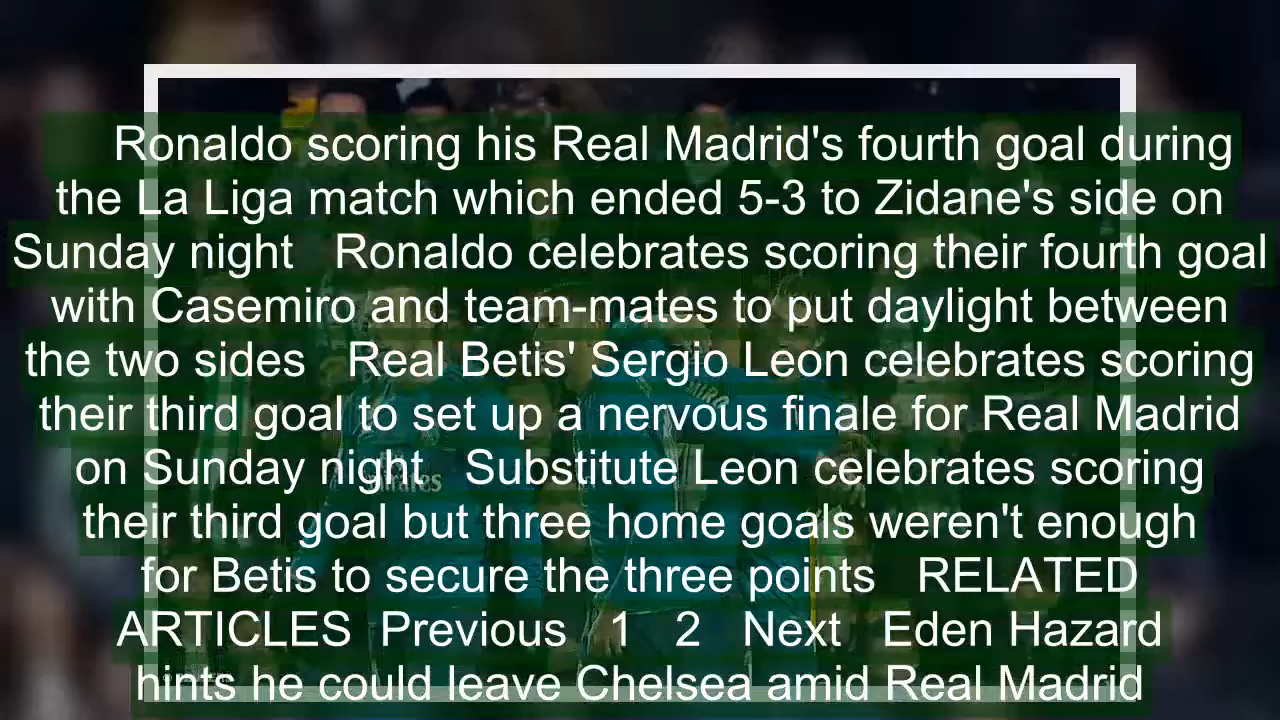 Ronaldo scoring his Real Madrid's fourth goal during
the La Liga match which ended 5-3 to Zidane's side on
Sunday night   Ronaldo celebrates scoring their fourth goal
with Casemiro and team-mates to put daylight between
the two sides   Real Betis' Sergio Leon celebrates scoring
their third goal to set up a nervous finale for Real Madrid
on Sunday night   Substitute Leon celebrates scoring
their third goal but three home goals weren't enough
for Betis to secure the three points   RELATED
ARTICLES  Previous   1   2   Next   Eden Hazard
hints he could leave Chelsea amid Real Madrid